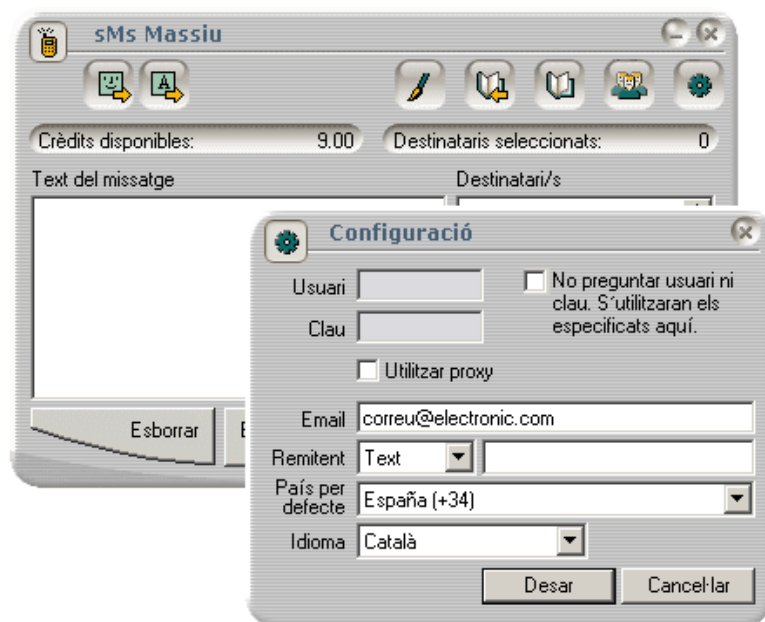 sMs Massiu
Crèdits disponibles: 9.00
Destinataris seleccionats: 0
Text del missatge
Destinatari/s
Configuració
Usuari
No preguntar usuari ni
clau. S´utilitzaran els
especificats aquí.
Clau
Utilitzar proxy
Email correu@electronic.com
Remitent Text
País per
defecte
España (+34)
Idioma Català
Desar
Cancel·lar
Esborrar